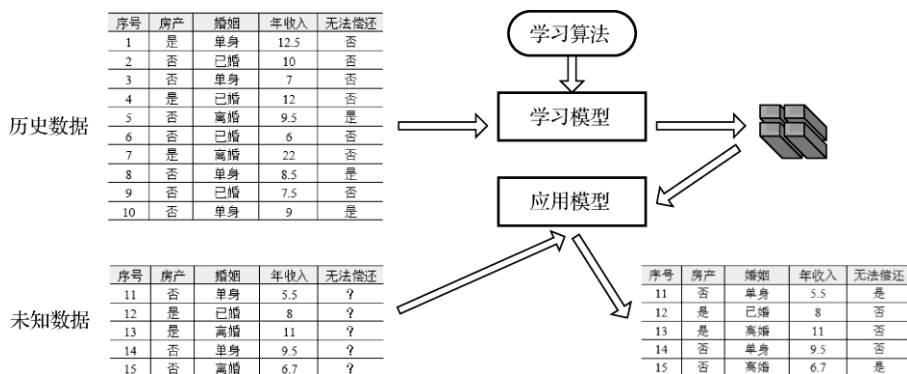 序号 房产 婚姻 年收入 无法偿还
1 是 单身 12.5 否
2 否 已婚 10 否
3 否 单身 7 否
4 是 已婚 12 否
5 否 离婚 9.5 是
6 否 已婚 6 否
7 是 离婚 22 否
8 否 单身 8.5 是
9 否 已婚 7.5 否
10 否 单身 9 是
历史数据
学习算法
学习模型
应用模型
未知数据
序号 房产 婚姻 年收入 无法偿还
11 否 单身 5.5 ?
12 是 已婚 8 ?
13 是 离婚 11 ?
14 否 单身 9.5 ?
15 否 离婚 6.7 ?
序号 房产 婚姻 年收入 无法偿还
11 否 单身 5.5 是
12 是 已婚 8 否
13 是 离婚 11 否
14 否 单身 9.5 否
15 否 离婚 6.7 是